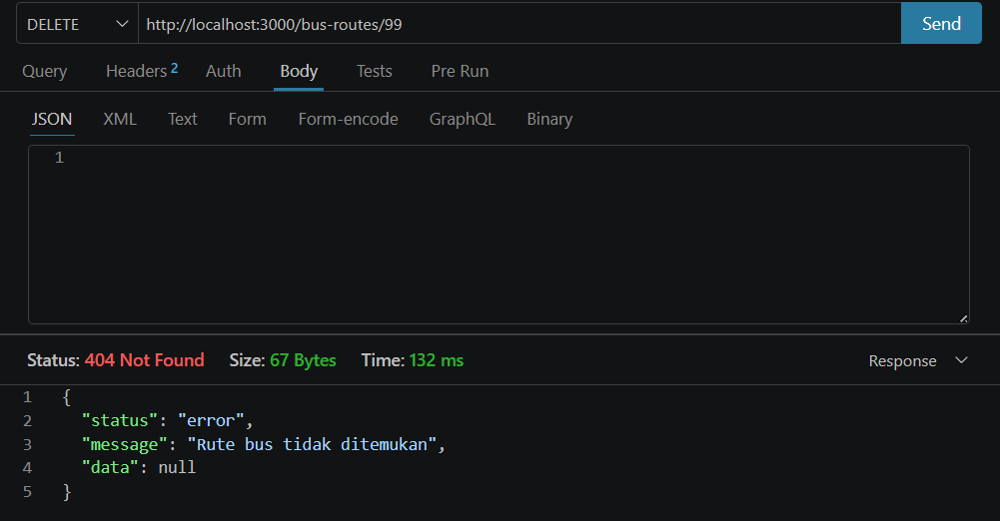 DELETE http://localhost:3000/bus-routes/99 Send
Query Headers 2 Auth Body Tests Pre Run
JSON XML Text Form Form-encode GraphQL Binary
1
Status: 404 Not Found Size: 67 Bytes Time: 132 ms Response
1 {
2 "status": "error",
3 "message": "Rute bus tidak ditemukan",
4 "data": null
5 }